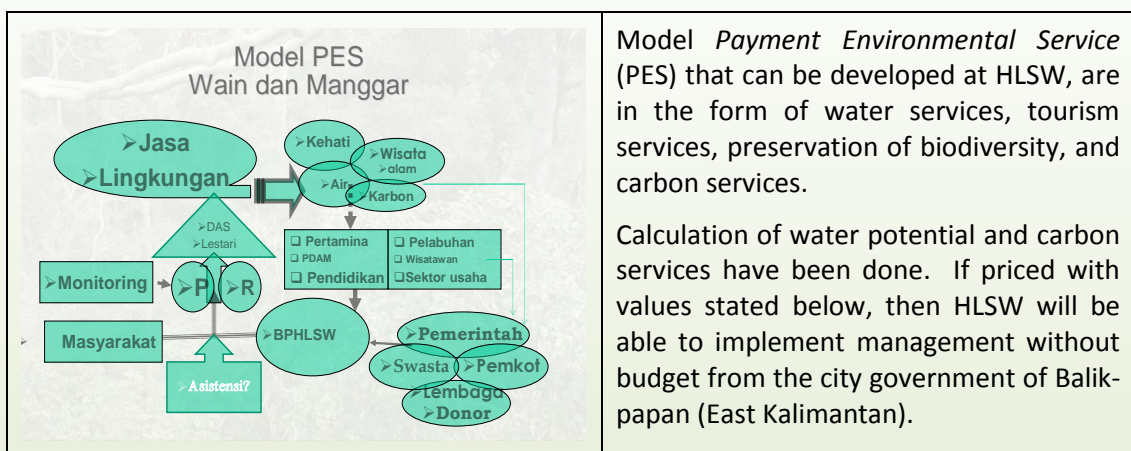 Model PES
Wain dan Manggar
➢Jasa
➢Lingkungan
➢Kehati
➢Wisata
➢alam
➢Air
➢Karbon
➢DAS
➢Lestari
❑ Pertamina
❑ PDAM
❑ Pendidikan
❑ Pelabuhan
❑ Wisatawan
❑Sektor usaha
➢Monitoring
➢P
➢R
Masyarakat
➢BPHLSW
➢Asistensi?
➢Pemerintah
➢Swasta
➢Pemkot
➢Lembaga
➢Donor
Model Payment Environmental Service
(PES) that can be developed at HLSW, are
in the form of water services, tourism
services, preservation of biodiversity, and
carbon services.
Calculation of water potential and carbon
services have been done. If priced with
values stated below, then HLSW will be
able to implement management without
budget from the city government of Balik-
papan (East Kalimantan).